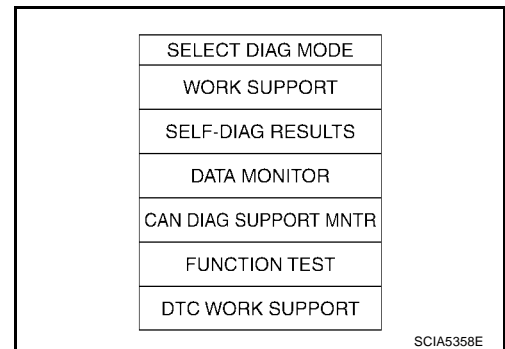 SELECT DIAG MODE
WORK SUPPORT
SELF-DIAG RESULTS
DATA MONITOR
CAN DIAG SUPPORT MNTR
FUNCTION TEST
DTC WORK SUPPORT
SCIA5358E